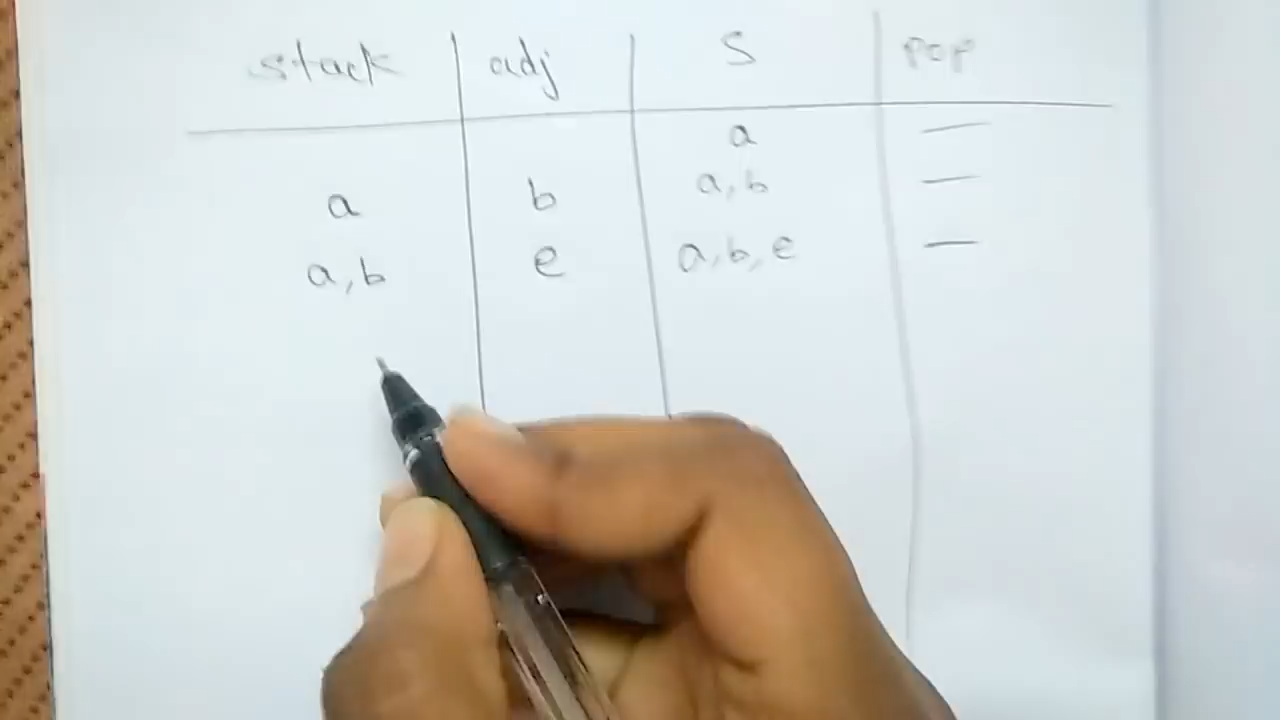 stack adj S pop
a —
a b a,b —
a,b e a,b,e —